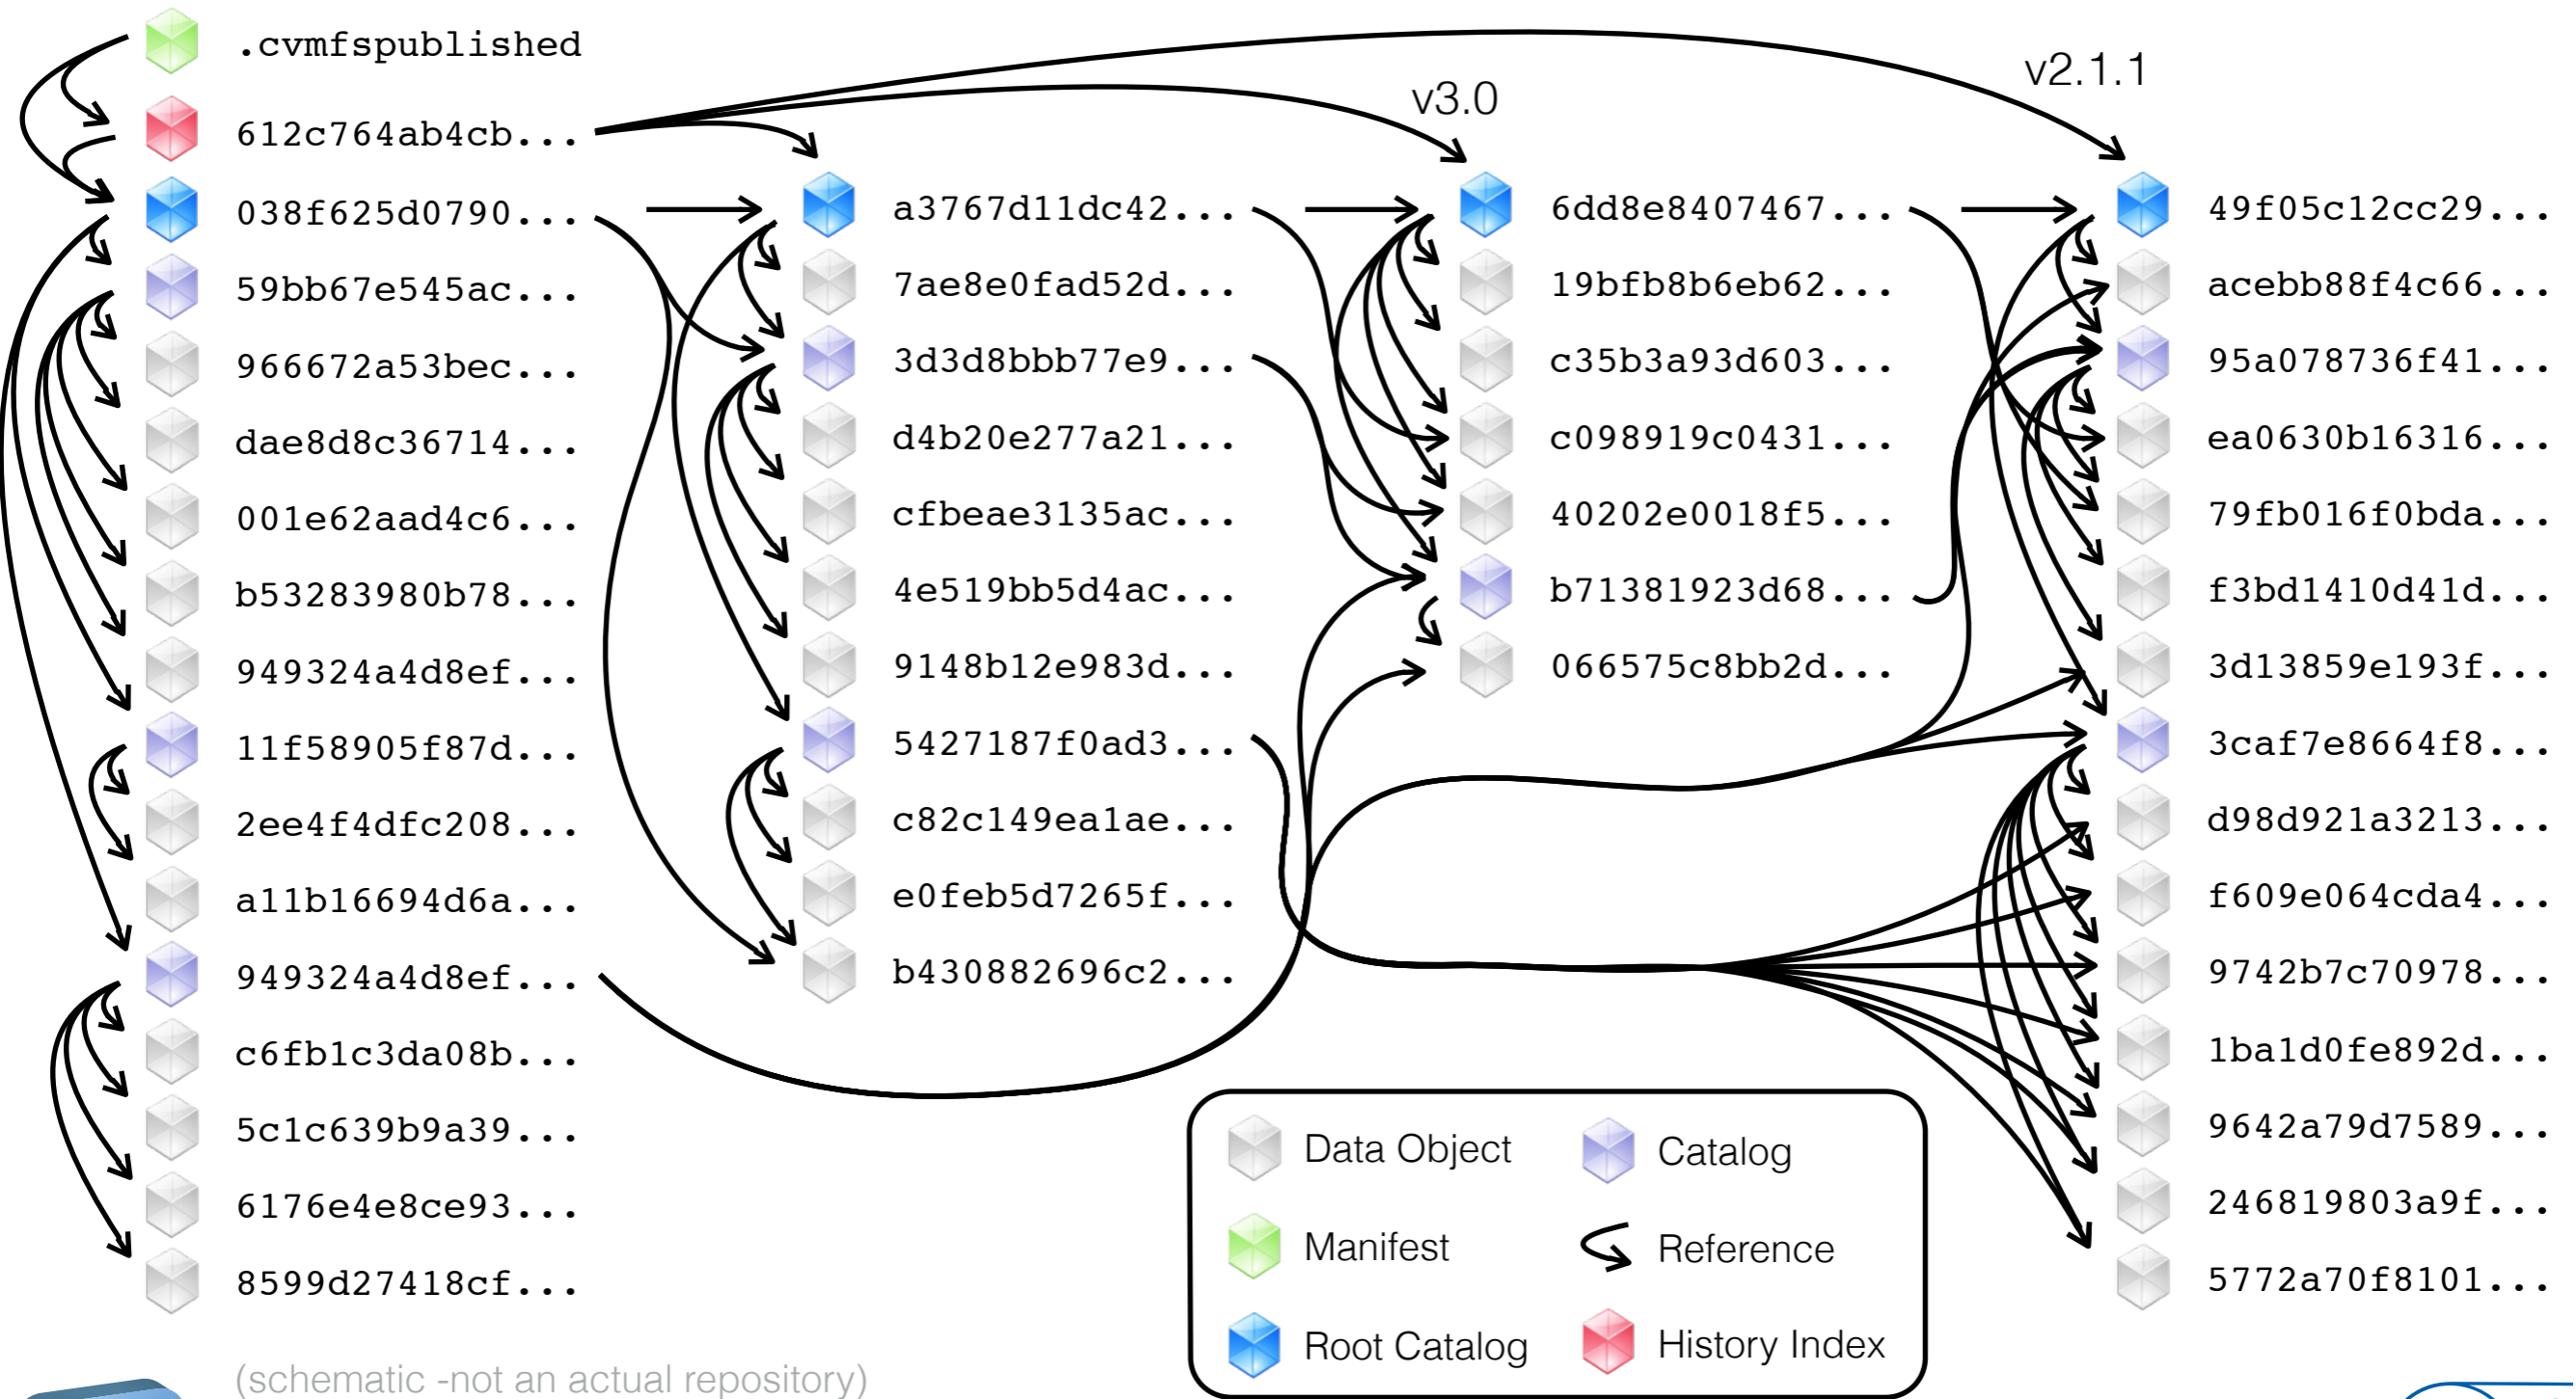 .cvmfspublished
612c764ab4cb...
038f625d0790...
59bb67e545ac...
966672a53bec...
dae8d8c36714...
001e62aad4c6...
b53283980b78...
949324a4d8ef...
11f58905f87d...
2ee4f4dfc208...
a11b16694d6a...
949324a4d8ef...
c6fb1c3da08b...
5c1c639b9a39...
6176e4e8ce93...
8599d27418cf...
(schematic -not an actual repository)
a3767d11dc42...
7ae8e0fad52d...
3d3d8bbb77e9...
d4b20e277a21...
cfbeae3135ac...
4e519bb5d4ac...
9148b12e983d...
5427187f0ad3...
c82c149ea1ae...
e0feb5d7265f...
b430882696c2...
v3.0
6dd8e8407467...
19bfb8b6eb62...
c35b3a93d603...
c098919c0431...
40202e0018f5...
b71381923d68...
066575c8bb2d...
v2.1.1
49f05c12cc29...
acebb88f4c66...
95a078736f41...
ea0630b16316...
79fb016f0bda...
f3bd1410d41d...
3d13859e193f...
3caf7e8664f8...
d98d921a3213...
f609e064cda4...
9742b7c70978...
1ba1d0fe892d...
9642a79d7589...
246819803a9f...
5772a70f8101...
Data Object
Catalog
Manifest
Reference
Root Catalog
History Index